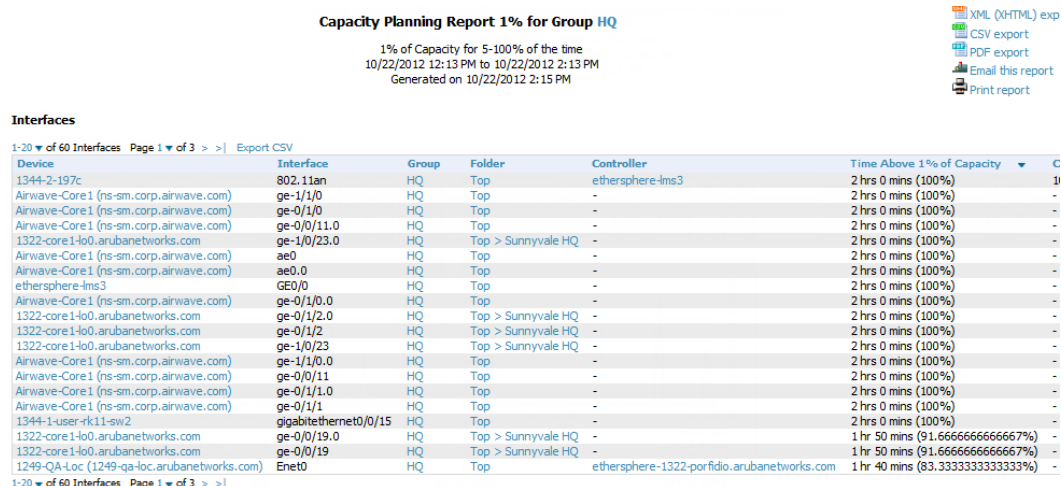 Capacity Planning Report 1% for Group HQ
1% of Capacity for 5-100% of the time
10/22/2012 12:13 PM to 10/22/2012 2:13 PM
Generated on 10/22/2012 2:15 PM
XML (XHTML) exp
CSV export
PDF export
Email this report
Print report
Interfaces
1-20 ▼ of 60 Interfaces Page 1 ▼ of 3 > >| Export CSV
Device Interface Group Folder Controller Time Above 1% of Capacity ▼ C
1344-2-197c 802.11an HQ Top ethersphere-lms3 2 hrs 0 mins (100%) 10
Airwave-Core1 (ns-sm.corp.airwave.com) ge-1/1/0 HQ Top - 2 hrs 0 mins (100%) -
Airwave-Core1 (ns-sm.corp.airwave.com) ge-0/1/0 HQ Top - 2 hrs 0 mins (100%) -
Airwave-Core1 (ns-sm.corp.airwave.com) ge-0/0/11.0 HQ Top - 2 hrs 0 mins (100%) -
1322-core1-lo0.arubanetworks.com ge-1/0/23.0 HQ Top > Sunnyvale HQ - 2 hrs 0 mins (100%) -
Airwave-Core1 (ns-sm.corp.airwave.com) ae0 HQ Top - 2 hrs 0 mins (100%) -
Airwave-Core1 (ns-sm.corp.airwave.com) ae0.0 HQ Top - 2 hrs 0 mins (100%) -
ethersphere-lms3 GE0/0 HQ Top - 2 hrs 0 mins (100%) -
Airwave-Core1 (ns-sm.corp.airwave.com) ge-0/1/0.0 HQ Top - 2 hrs 0 mins (100%) -
1322-core1-lo0.arubanetworks.com ge-0/1/2.0 HQ Top > Sunnyvale HQ - 2 hrs 0 mins (100%) -
1322-core1-lo0.arubanetworks.com ge-0/1/2 HQ Top > Sunnyvale HQ - 2 hrs 0 mins (100%) -
1322-core1-lo0.arubanetworks.com ge-1/0/23 HQ Top > Sunnyvale HQ - 2 hrs 0 mins (100%) -
Airwave-Core1 (ns-sm.corp.airwave.com) ge-1/1/0.0 HQ Top - 2 hrs 0 mins (100%) -
Airwave-Core1 (ns-sm.corp.airwave.com) ge-0/0/11 HQ Top - 2 hrs 0 mins (100%) -
Airwave-Core1 (ns-sm.corp.airwave.com) ge-0/1/1.0 HQ Top - 2 hrs 0 mins (100%) -
Airwave-Core1 (ns-sm.corp.airwave.com) ge-0/1/1 HQ Top - 2 hrs 0 mins (100%) -
1344-1-user-rk11-sw2 gigabitethernet0/0/15 HQ Top - 2 hrs 0 mins (100%) -
1322-core1-lo0.arubanetworks.com ge-0/0/19.0 HQ Top > Sunnyvale HQ - 1 hr 50 mins (91.6666666666667%) -
1322-core1-lo0.arubanetworks.com ge-0/0/19 HQ Top > Sunnyvale HQ - 1 hr 50 mins (91.6666666666667%) -
1249-QA-Loc (1249-qa-loc.arubanetworks.com) Enet0 HQ Top ethersphere-1322-porfidio.arubanetworks.com 1 hr 40 mins (83.3333333333333%) -
1-20 ▼ of 60 Interfaces Page 1 ▼ of 3 > >|